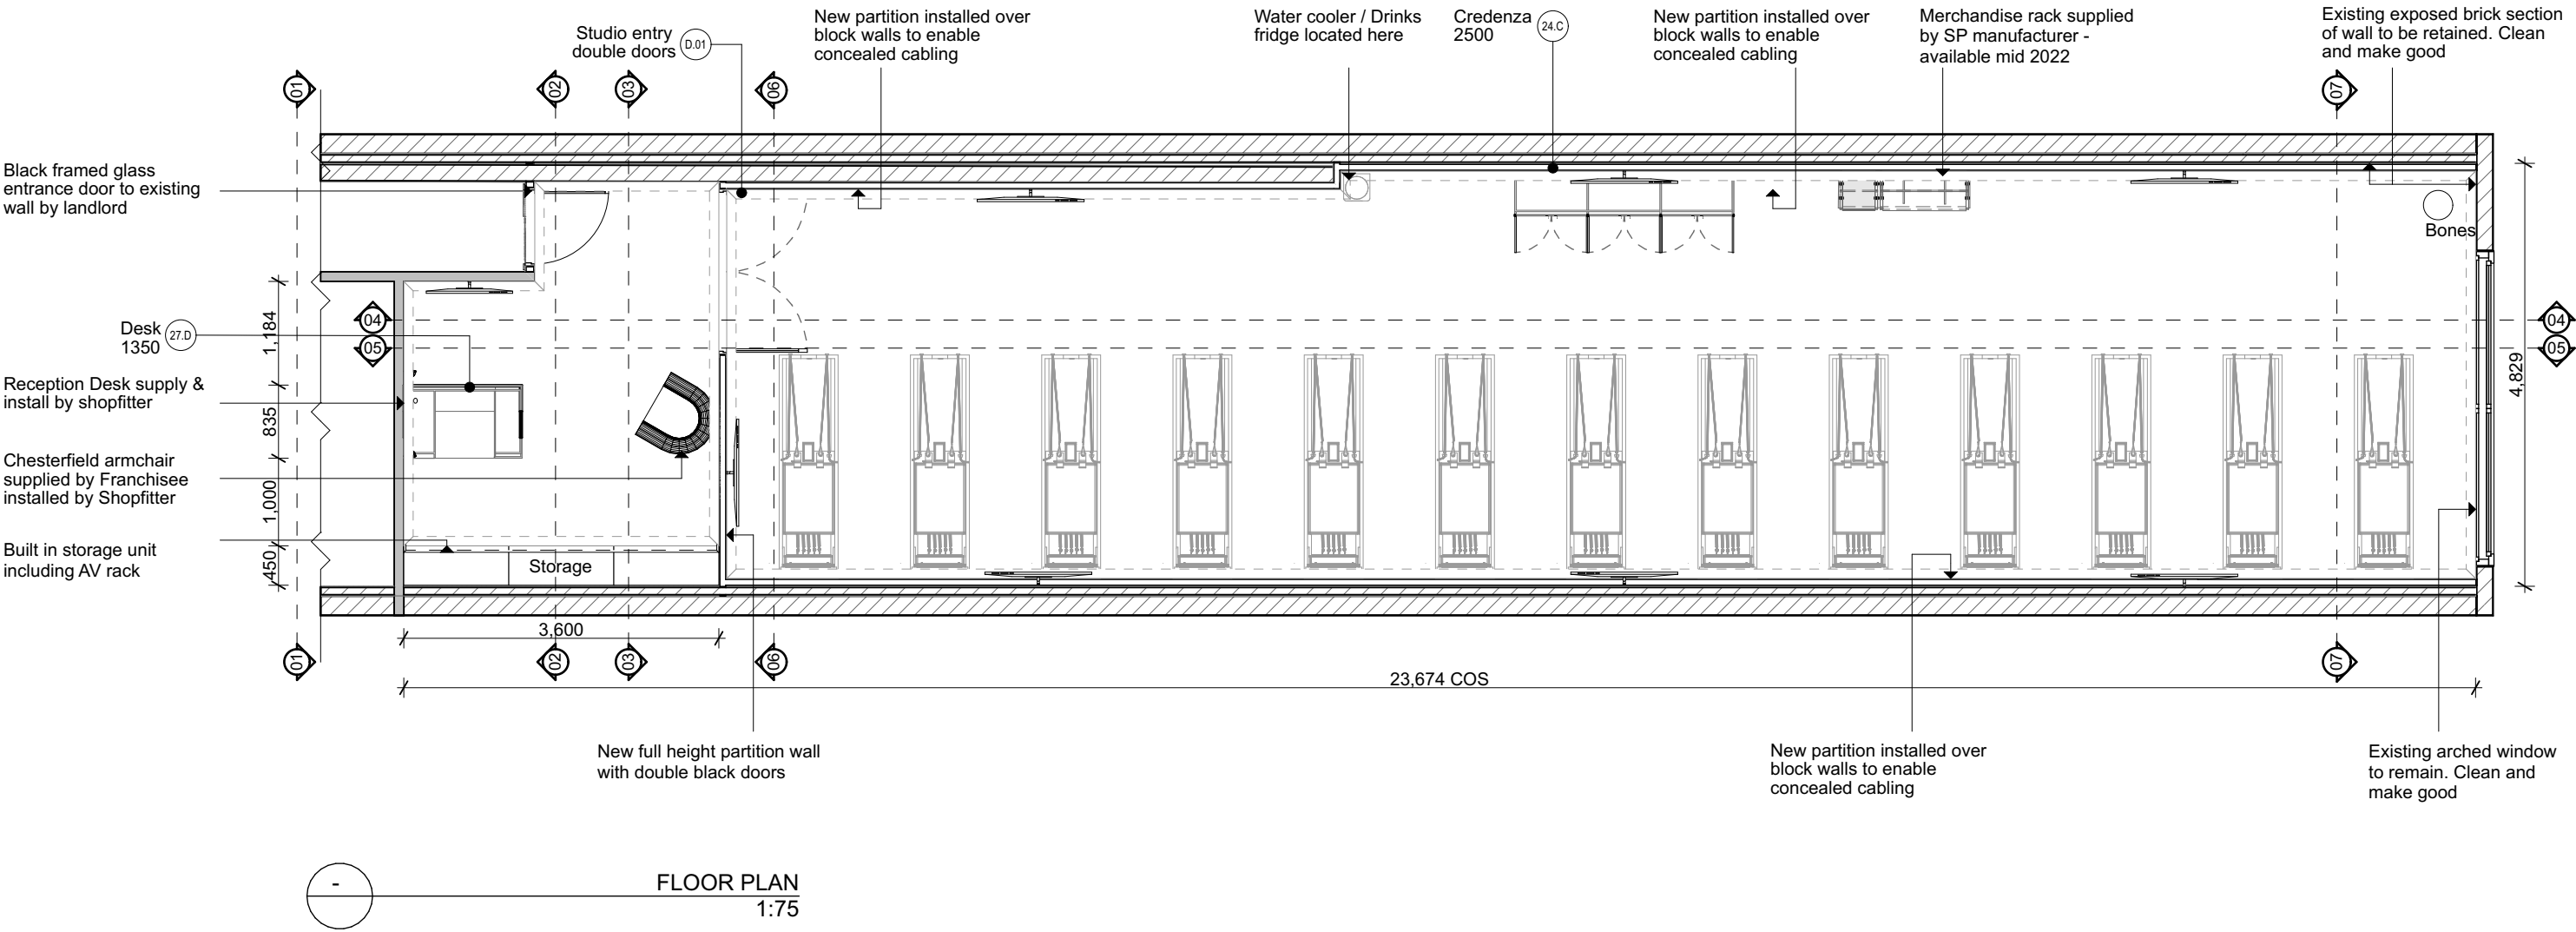 Studio entry
double doors
D.01
New partition installed over
block walls to enable
concealed cabling
Water cooler / Drinks
fridge located here
Credenza
2500
24.C
New partition installed over
block walls to enable
concealed cabling
Merchandise rack supplied
by SP manufacturer -
available mid 2022
Existing exposed brick section
of wall to be retained. Clean
and make good
01
02
03
06
07
Black framed glass
entrance door to existing
wall by landlord
Bones
1,184
04
05
04
05
Desk
1350
27.D
4,829
Reception Desk supply &
install by shopfitter
835
Chesterfield armchair
supplied by Franchisee
installed by Shopfitter
1,000
Built in storage unit
including AV rack
450
Storage
3,600
01
02
03
06
07
23,674 COS
New full height partition wall
with double black doors
New partition installed over
block walls to enable
concealed cabling
Existing arched window
to remain. Clean and
make good
-
FLOOR PLAN
1:75